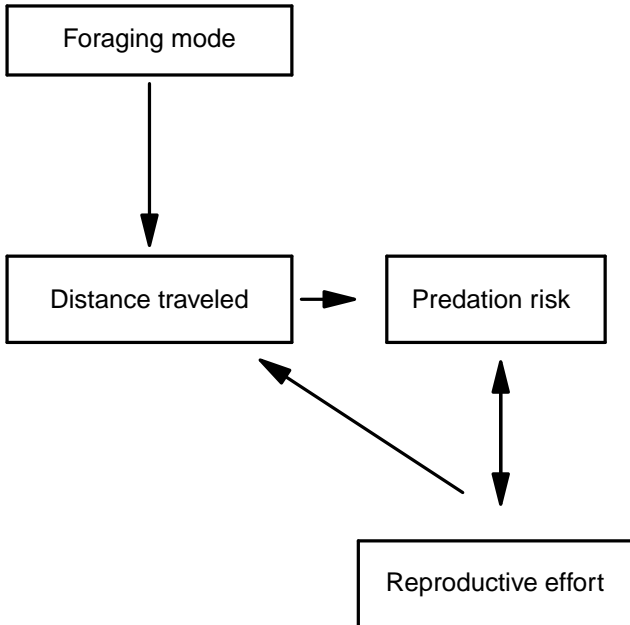 Foraging mode
Distance traveled
Predation risk
Reproductive effort